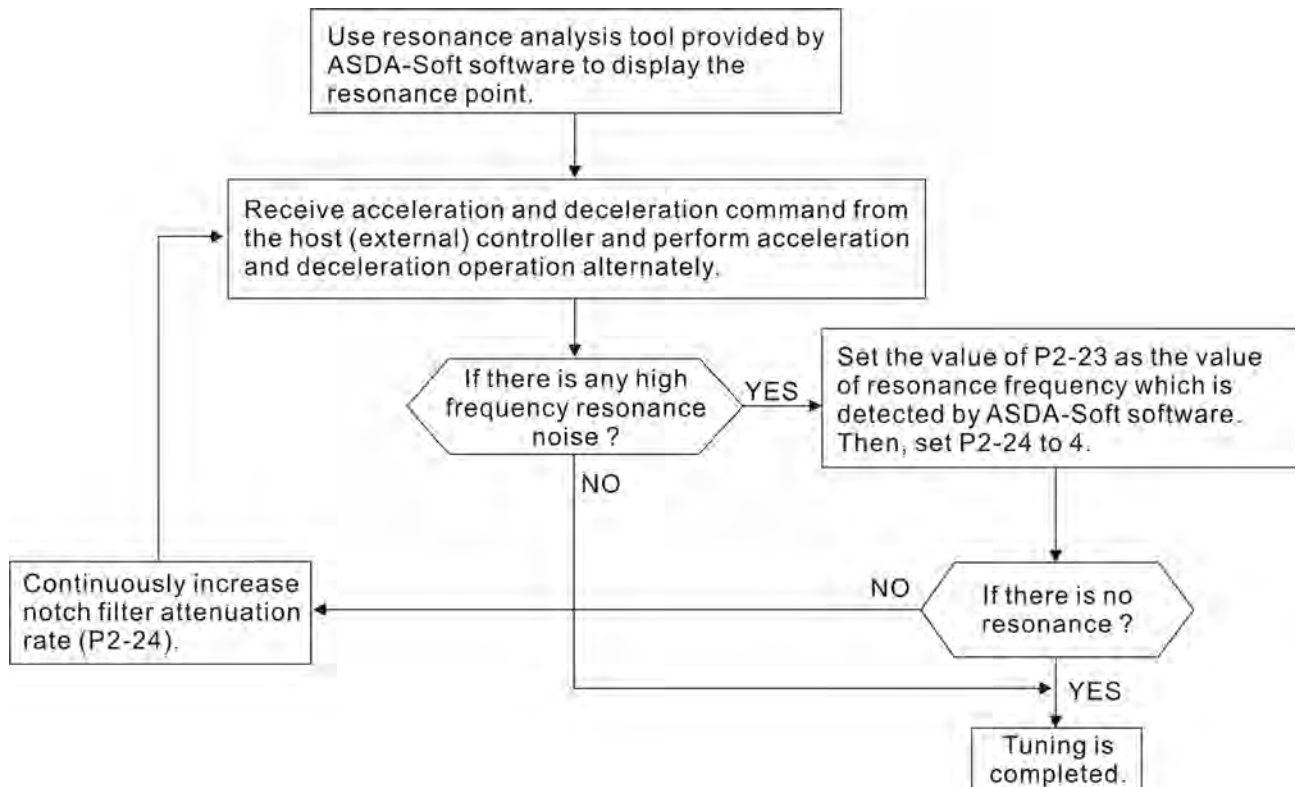 Use resonance analysis tool provided by
ASDA-Soft software to display the
resonance point.
Receive acceleration and deceleration command from
the host (external) controller and perform acceleration
and deceleration operation alternately.
If there is any high
frequency resonance
noise ?
YES
Set the value of P2-23 as the value
of resonance frequency which is
detected by ASDA-Soft software.
Then, set P2-24 to 4.
NO
If there is no
resonance ?
NO
Continuously increase
notch filter attenuation
rate (P2-24).
YES
Tuning is
completed.